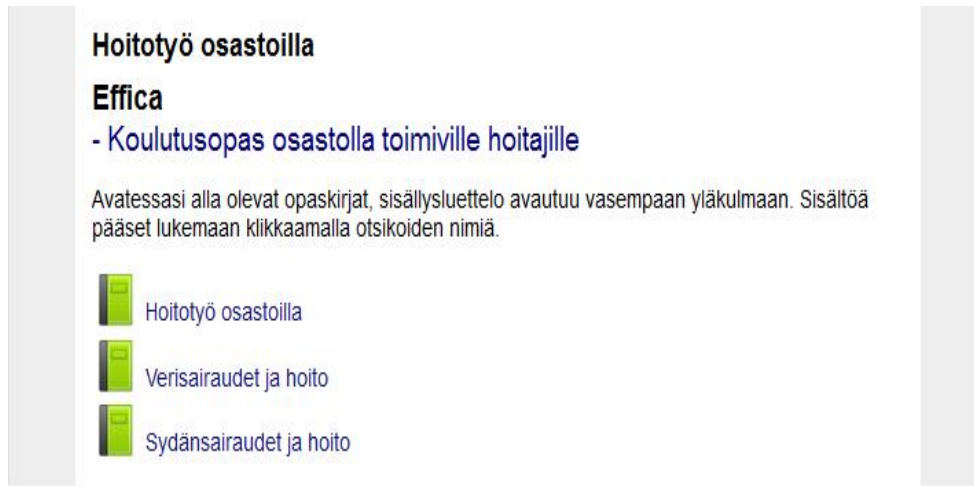 Hoitotyö osastoilla
Effica
- Koulutusopas osastolla toimiville hoitajille
Avatessasi alla olevat opaskirjat, sisällysluettelo avautuu vasempaan yläkulmaan. Sisältöä
pääset lukemaan klikkaamalla otsikoiden nimiä.
Hoitotyö osastoilla
Verisairaudet ja hoito
Sydänsairaudet ja hoito